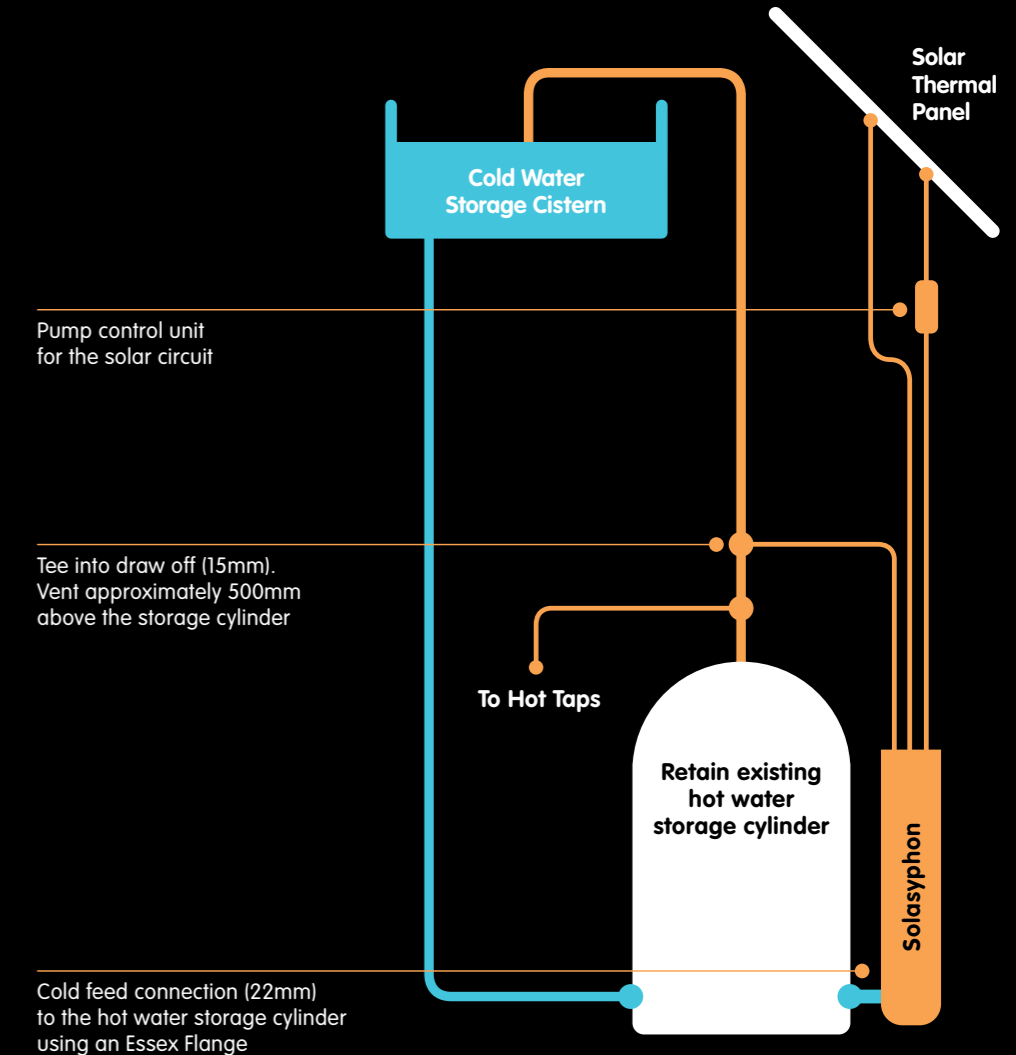 Solar
Thermal
Panel
Cold Water
Storage Cistern
Pump control unit
for the solar circuit
Tee into draw off (15mm).
Vent approximately 500mm
above the storage cylinder
To Hot Taps
Retain existing
hot water
storage cylinder
Solasyphon
Cold feed connection (22mm)
to the hot water storage cylinder
using an Essex Flange